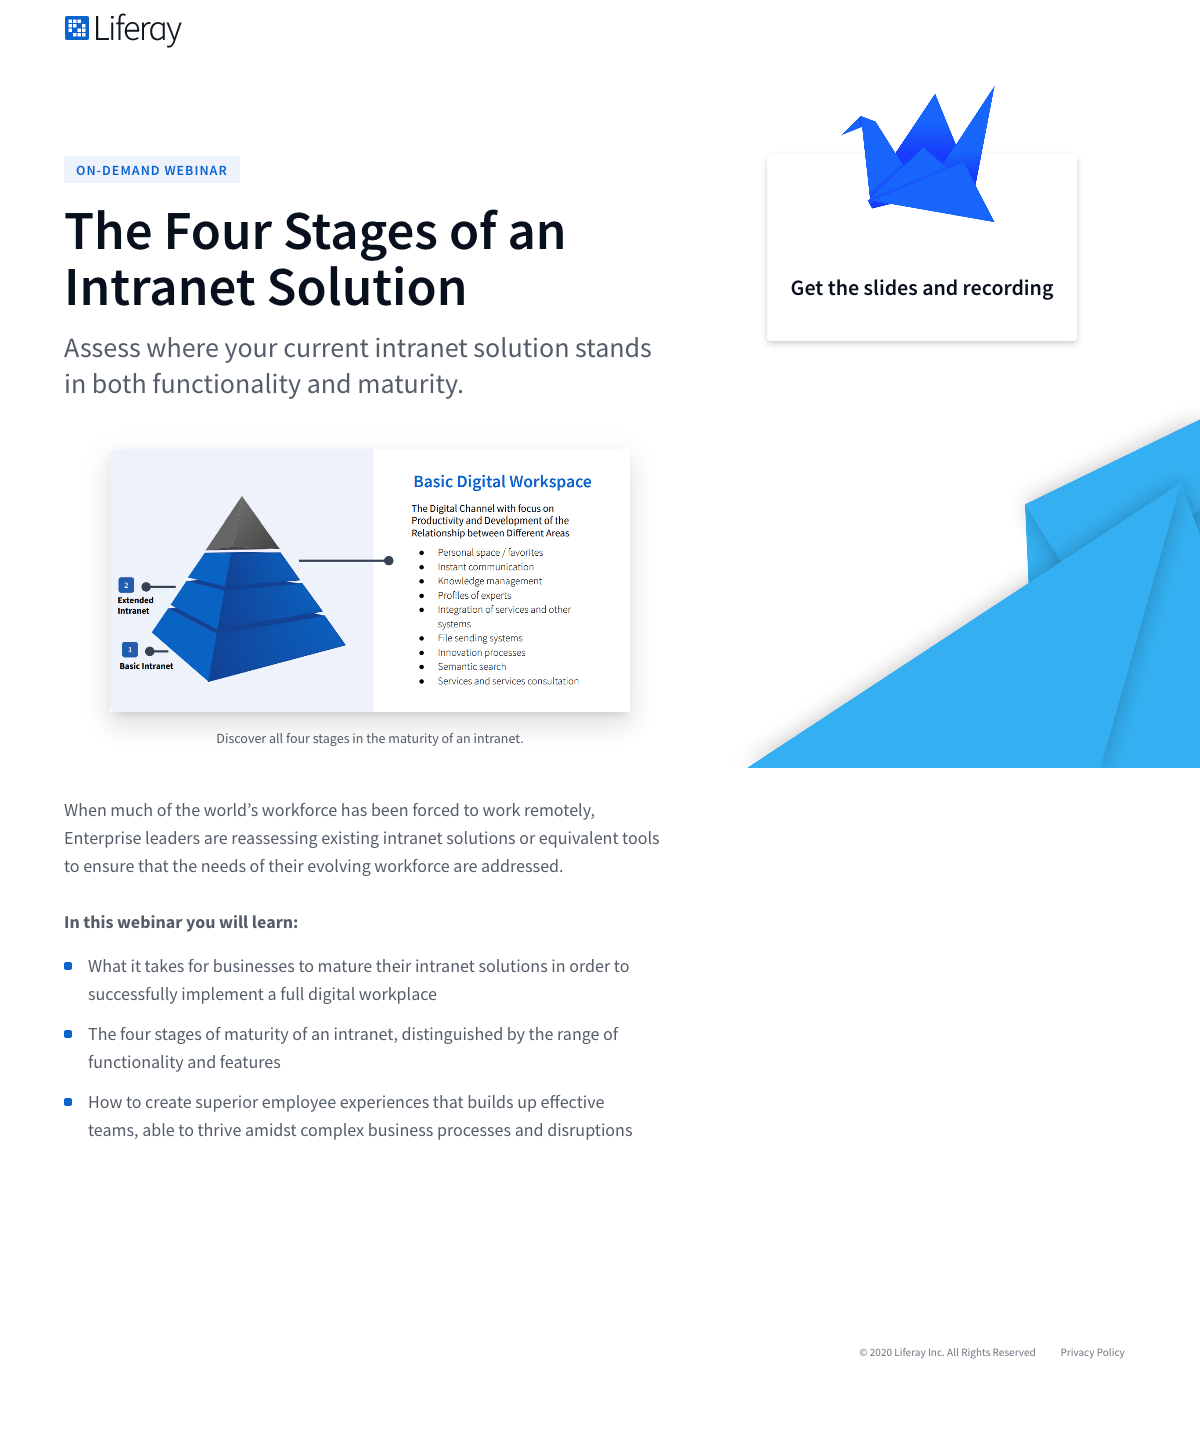 Liferay
ON-DEMAND WEBINAR
The Four Stages of an
Intranet Solution
Assess where your current intranet solution stands
in both functionality and maturity.
Get the slides and recording
Basic Digital Workspace
The Digital Channel with focus on
Productivity and Development of the
Relationship between Different Areas
● Personal space / favorites
● Instant communication
● Knowledge management
● Profiles of experts
● Integration of services and other
systems
● File sending systems
● Innovation processes
● Semantic search
● Services and services consultation
2
Extended
Intranet
1
Basic Intranet
Discover all four stages in the maturity of an intranet.
When much of the world’s workforce has been forced to work remotely,
Enterprise leaders are reassessing existing intranet solutions or equivalent tools
to ensure that the needs of their evolving workforce are addressed.
In this webinar you will learn:
What it takes for businesses to mature their intranet solutions in order to
successfully implement a full digital workplace
The four stages of maturity of an intranet, distinguished by the range of
functionality and features
How to create superior employee experiences that builds up effective
teams, able to thrive amidst complex business processes and disruptions
© 2020 Liferay Inc. All Rights Reserved Privacy Policy